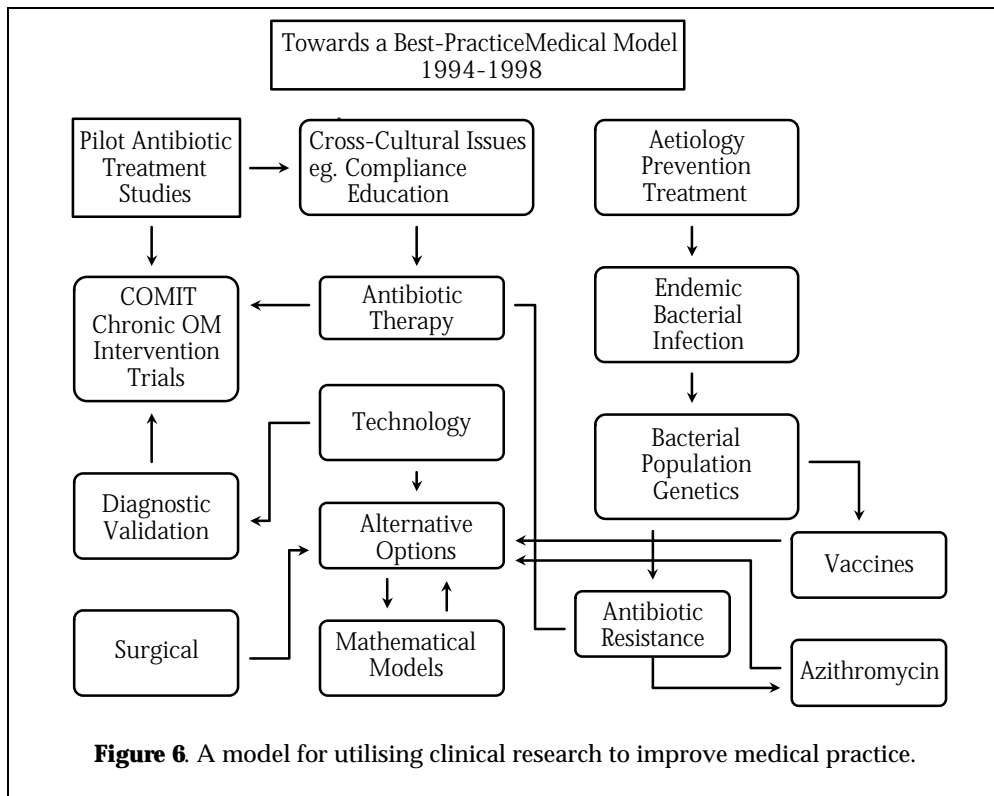 Towards a Best-PracticeMedical Model
1994-1998
Pilot Antibiotic
Treatment
Studies
Cross-Cultural Issues
eg. Compliance
Education
Aetiology
Prevention
Treatment
COMIT
Chronic OM
Intervention
Trials
Antibiotic
Therapy
Endemic
Bacterial
Infection
Technology
Bacterial
Population
Genetics
Diagnostic
Validation
Alternative
Options
Vaccines
Surgical
Mathematical
Models
Antibiotic
Resistance
Azithromycin
Figure 6. A model for utilising clinical research to improve medical practice.